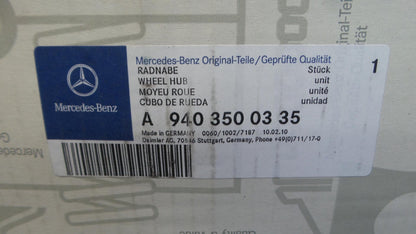 Mercedes-Benz Original-Teile/Geprüfte Qualität
RADNABE Stück 1
WHEEL HUB unit
MOYEU ROUE unité
CUBO DE RUEDA unidad
Mercedes-Benz
A 940 350 03 35
Made in GERMANY 0060/1002/7187 10.02.10
Daimler AG, 70546 Stuttgart, Germany, Phone +49(0)711/17-0
Mercedes
G